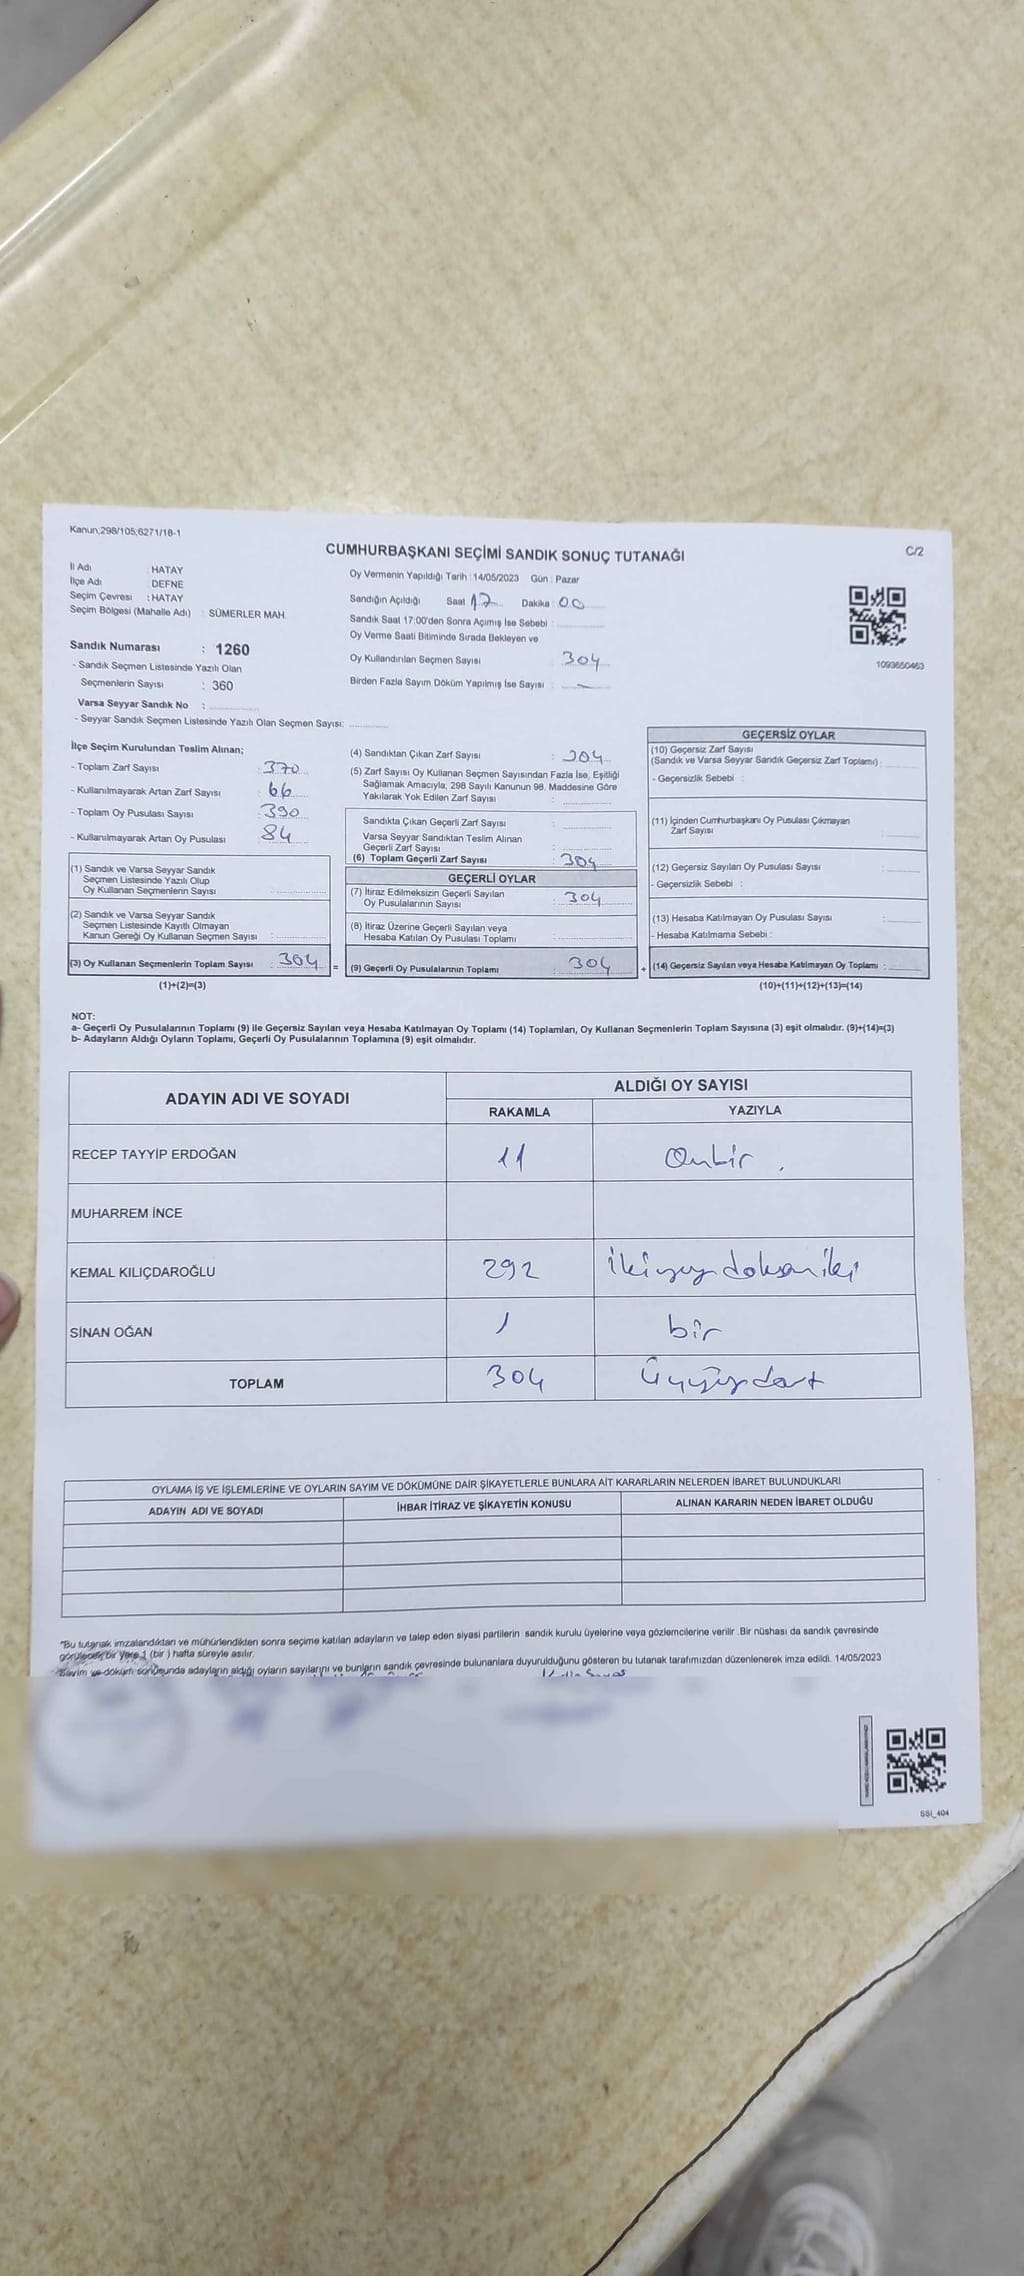 Kanun:298/105;6271/18-1
CUMHURBAŞKANI SEÇİMİ SANDIK SONUÇ TUTANAĞI
C/2
İl Adı : HATAY
İlçe Adı : DEFNE
Seçim Çevresi : HATAY
Seçim Bölgesi (Mahalle Adı) : SÜMERLER MAH.
Sandık Numarası : 1260
- Sandık Seçmen Listesinde Yazılı Olan
Seçmenlerin Sayısı : 360
Varsa Seyyar Sandık No :
- Seyyar Sandık Seçmen Listesinde Yazılı Olan Seçmen Sayısı:
Oy Vermenin Yapıldığı Tarih : 14/05/2023 Gün : Pazar
Sandığın Açıldığı Saat 17 Dakika : 00
Sandık Saat 17:00'den Sonra Açımış İse Sebebi :
Oy Verme Saati Bitiminde Sırada Bekleyen ve
Oy Kullandırılan Seçmen Sayısı : 304
Birden Fazla Sayım Döküm Yapılmış İse Sayısı : -
1093650463
İlçe Seçim Kurulundan Teslim Alınan;
- Toplam Zarf Sayısı : 370
- Kullanılmayarak Artan Zarf Sayısı : 66
- Toplam Oy Pusulası Sayısı : 390
- Kullanılmayarak Artan Oy Pusulası : 84
(1) Sandık ve Varsa Seyyar Sandık
Seçmen Listesinde Yazılı Olup
Oy Kullanan Seçmenlerin Sayısı :
(2) Sandık ve Varsa Seyyar Sandık
Seçmen Listesinde Kayıtlı Olmayan
Kanun Gereği Oy Kullanan Seçmen Sayısı :
(3) Oy Kullanan Seçmenlerin Toplam Sayısı : 304 =
(1)+(2)=(3)
(4) Sandıktan Çıkan Zarf Sayısı : 304
(5) Zarf Sayısı Oy Kullanan Seçmen Sayısından Fazla İse, Eşitliği
Sağlamak Amacıyla; 298 Sayılı Kanunun 98. Maddesine Göre
Yakılarak Yok Edilen Zarf Sayısı :
Sandıkta Çıkan Geçerli Zarf Sayısı :
Varsa Seyyar Sandıktan Teslim Alınan
Geçerli Zarf Sayısı :
(6) Toplam Geçerli Zarf Sayısı : 304
GEÇERLİ OYLAR
(7) İtiraz Edilmeksizin Geçerli Sayılan
Oy Pusulalarının Sayısı : 304
(8) İtiraz Üzerine Geçerli Sayılan veya
Hesaba Katılan Oy Pusulası Toplamı :
(9) Geçerli Oy Pusulalarının Toplamı : 304 +
GEÇERSİZ OYLAR
(10) Geçersiz Zarf Sayısı
(Sandık ve Varsa Seyyar Sandık Geçersiz Zarf Toplamı) :
- Geçersizlik Sebebi :
(11) İçinden Cumhurbaşkanı Oy Pusulası Çıkmayan
Zarf Sayısı :
(12) Geçersiz Sayılan Oy Pusulası Sayısı :
- Geçersizlik Sebebi :
(13) Hesaba Katılmayan Oy Pusulası Sayısı :
- Hesaba Katılmama Sebebi :
(14) Geçersiz Sayılan veya Hesaba Katılmayan Oy Toplamı :
(10)+(11)+(12)+(13)=(14)
NOT:
a- Geçerli Oy Pusulalarının Toplamı (9) ile Geçersiz Sayılan veya Hesaba Katılmayan Oy Toplamı (14) Toplamları, Oy Kullanan Seçmenlerin Toplam Sayısına (3) eşit olmalıdır. (9)+(14)=(3)
b- Adayların Aldığı Oyların Toplamı, Geçerli Oy Pusulalarının Toplamına (9) eşit olmalıdır.
ADAYIN ADI VE SOYADI ALDIĞI OY SAYISI
RAKAMLA YAZIYLA
RECEP TAYYİP ERDOĞAN 11 Onbir
MUHARREM İNCE
KEMAL KILIÇDAROĞLU 292 ikiyüzdoksaniki
SİNAN OĞAN 1 bir
TOPLAM 304 Üçyüzdört
OYLAMA İŞ VE İŞLEMLERİNE VE OYLARIN SAYIM VE DÖKÜMÜNE DAİR ŞİKAYETLERLE BUNLARA AİT KARARLARIN NELERDEN İBARET BULUNDUKLARI
ADAYIN ADI VE SOYADI İHBAR İTİRAZ VE ŞİKAYETİN KONUSU ALINAN KARARIN NEDEN İBARET OLDUĞU
"Bu tutanak imzalandıktan ve mühürlendikten sonra seçime katılan adayların ve talep eden siyasi partilerin sandık kurulu üyelerine veya gözlemcilerine verilir .Bir nüshası da sandık çevresinde
görülecek bir yere 1 (bir ) hafta süreyle asılır.
Sayım ve döküm sonucunda adayların aldığı oyların sayılarını ve bunların sandık çevresinde bulunanlara duyurulduğunu gösteren bu tutanak tarafımızdan düzenlenerek imza edildi. 14/05/2023
SSI_404